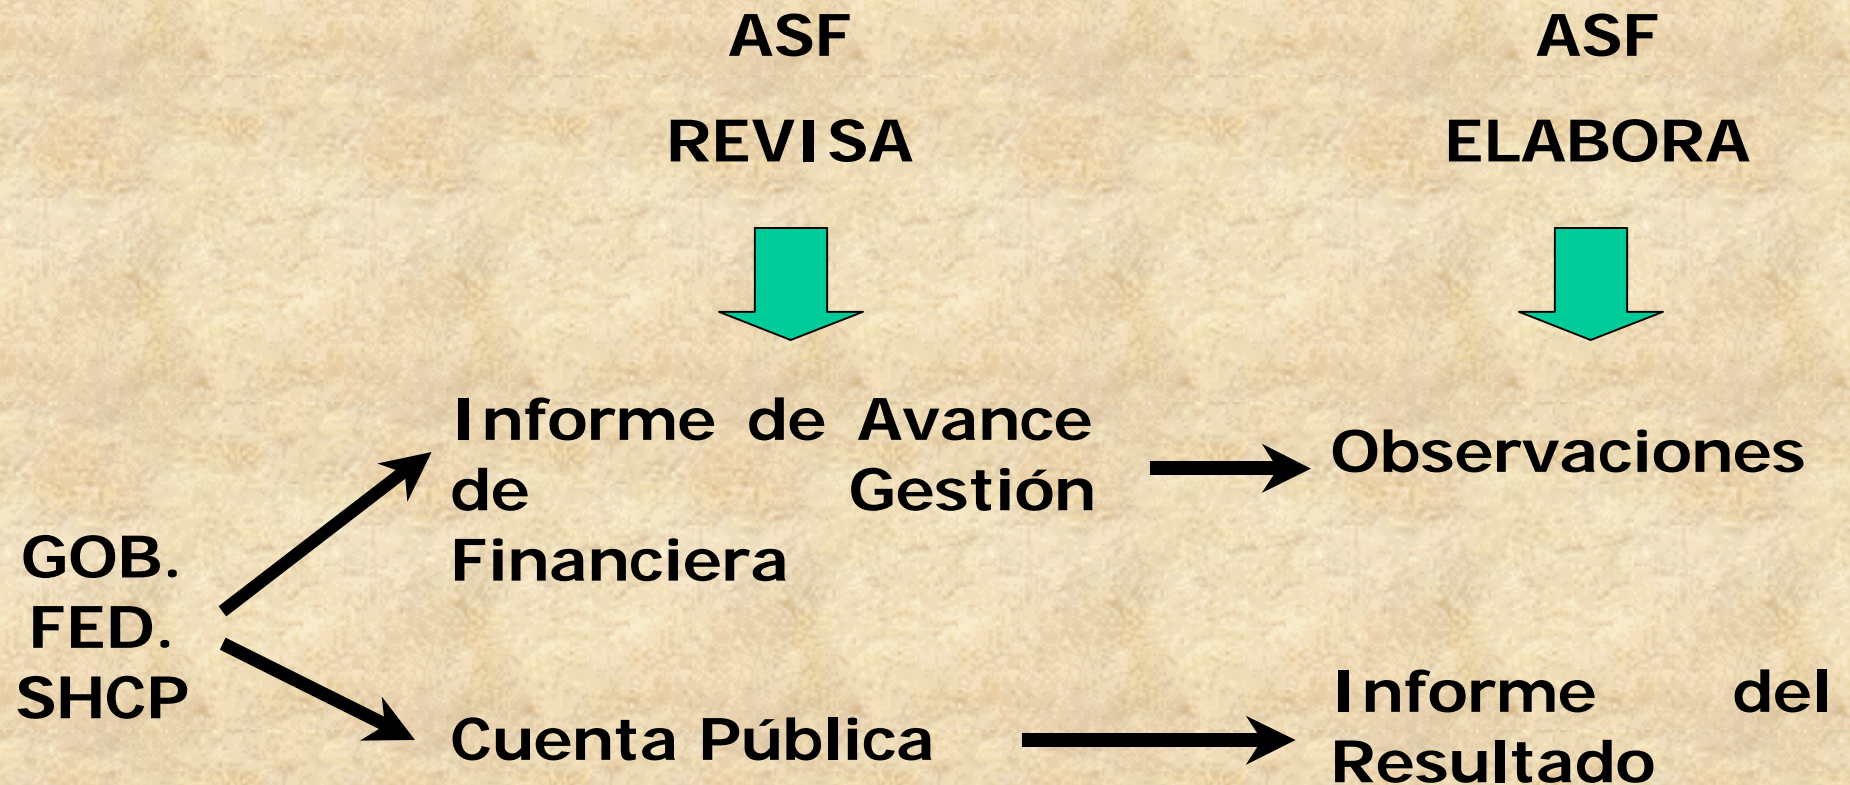 ASF
REVISA
ASF
ELABORA
GOB.
FED.
SHCP
Informe de Avance
de Gestión
Financiera
Observaciones
Cuenta Pública
Informe del
Resultado